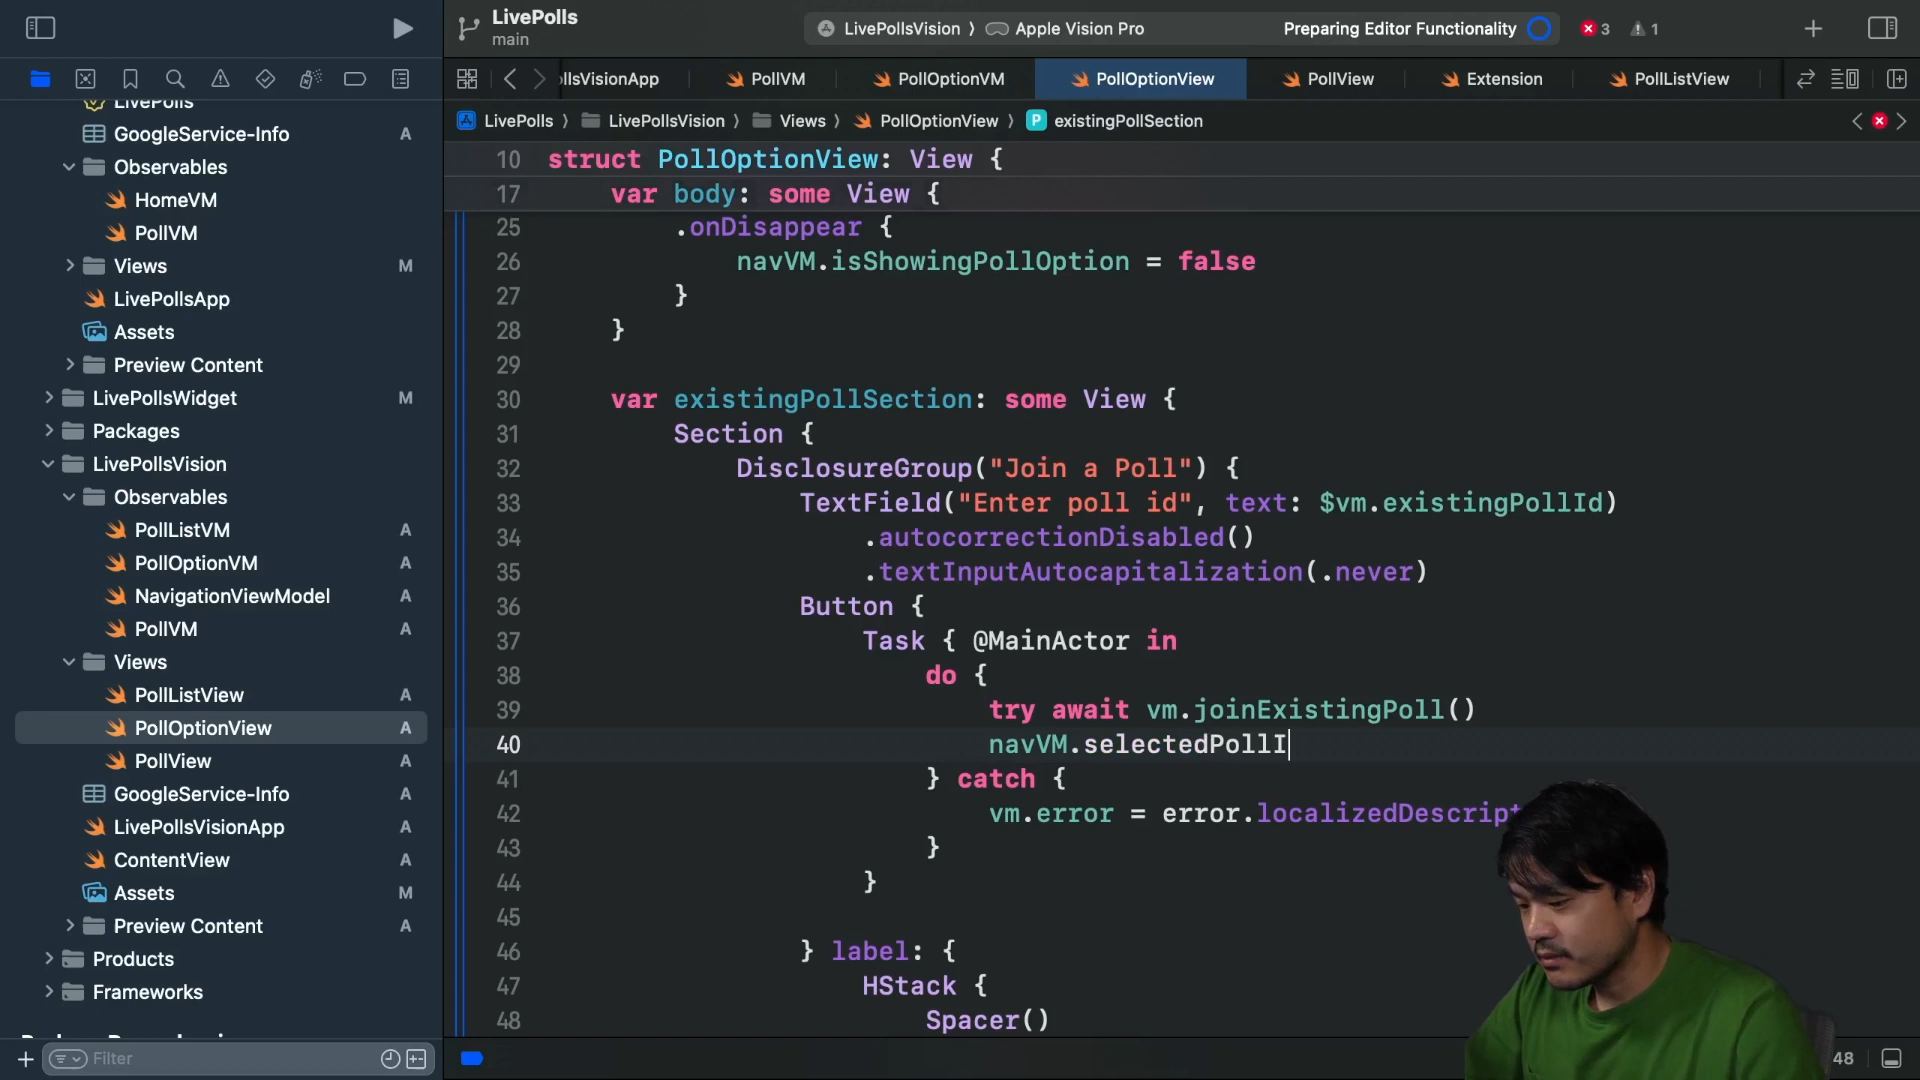 LivePolls
main
LivePollsVision 〉 Apple Vision Pro
Preparing Editor Functionality
3
1
llsVisionApp
PollVM
PollOptionVM
PollOptionView
PollView
Extension
PollListView
LivePolls 〉 LivePollsVision 〉 Views 〉 PollOptionView 〉 P existingPollSection
LivePolls
GoogleService-Info A
Observables
HomeVM
PollVM
Views M
LivePollsApp
Assets
Preview Content
LivePollsWidget M
Packages
LivePollsVision
Observables
PollListVM A
PollOptionVM A
NavigationViewModel A
PollVM A
Views
PollListView A
PollOptionView A
PollView A
GoogleService-Info A
LivePollsVisionApp A
ContentView A
Assets M
Preview Content A
Products
Frameworks
Filter
10 struct PollOptionView: View {
17 var body: some View {
25 .onDisappear {
26 navVM.isShowingPollOption = false
27 }
28 }
29
30 var existingPollSection: some View {
31 Section {
32 DisclosureGroup("Join a Poll") {
33 TextField("Enter poll id", text: $vm.existingPollId)
34 .autocorrectionDisabled()
35 .textInputAutocapitalization(.never)
36 Button {
37 Task { @MainActor in
38 do {
39 try await vm.joinExistingPoll()
40 navVM.selectedPollI
41 } catch {
42 vm.error = error.localizedDescript
43 }
44 }
45
46 } label: {
47 HStack {
48 Spacer()
48